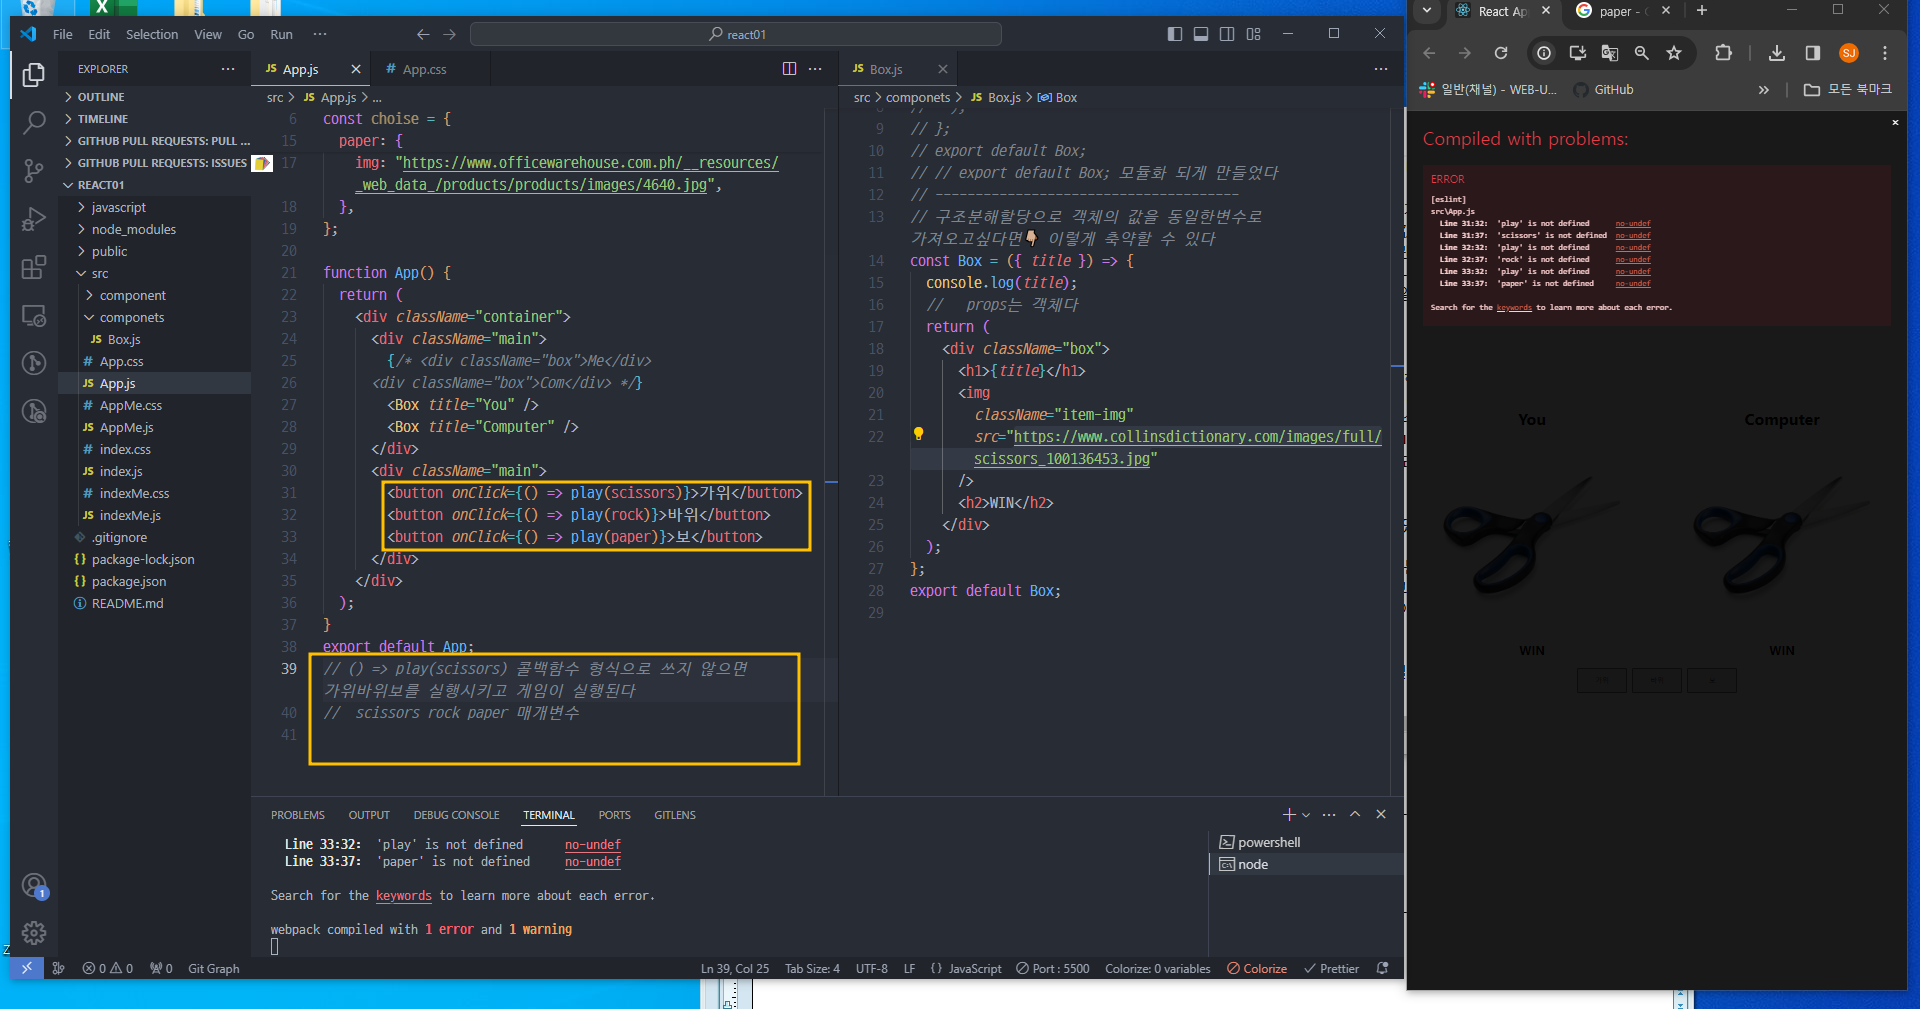 File Edit Selection View Go Run ···
react01
EXPLORER ···
OUTLINE
TIMELINE
GITHUB PULL REQUESTS: PULL ...
GITHUB PULL REQUESTS: ISSUES
REACT01
javascript
node_modules
public
src
component
componets
JS Box.js
# App.css
JS App.js
# AppMe.css
JS AppMe.js
# index.css
JS index.js
# indexMe.css
JS indexMe.js
.gitignore
{} package-lock.json
{} package.json
README.md
1
JS App.js
# App.css
···
src > JS App.js > ...
6 const choise = {
15 paper: {
17 img: "https://www.officewarehouse.com.ph/__resources/
_web_data_/products/products/images/4640.jpg",
18 },
19 };
20
21 function App() {
22 return (
23 <div className="container">
24 <div className="main">
25 {/* <div className="box">Me</div>
26 <div className="box">Com</div> */}
27 <Box title="You" />
28 <Box title="Computer" />
29 </div>
30 <div className="main">
31 <button onClick={() => play(scissors)}>가위</button>
32 <button onClick={() => play(rock)}>바위</button>
33 <button onClick={() => play(paper)}>보</button>
34 </div>
35 </div>
36 );
37 }
38 export default App;
39 // () => play(scissors) 콜백함수 형식으로 쓰지 않으면
가위바위보를 실행시키고 게임이 실행된다
40 // scissors rock paper 매개변수
41
JS Box.js
···
src > componets > JS Box.js > Box
9 // };
10 // export default Box;
11 // // export default Box; 모듈화 되게 만들었다
12 // --------------------------------------
13 // 구조분해할당으로 객체의 값을 동일한변수로
가져오고싶다면👇🏽 이렇게 축약할 수 있다
14 const Box = ({ title }) => {
15 console.log(title);
16 // props는 객체다
17 return (
18 <div className="box">
19 <h1>{title}</h1>
20 <img
21 className="item-img"
22 src="https://www.collinsdictionary.com/images/full/
scissors_100136453.jpg"
23 />
24 <h2>WIN</h2>
25 </div>
26 );
27 };
28 export default Box;
29
PROBLEMS OUTPUT DEBUG CONSOLE TERMINAL PORTS GITLENS
Line 33:32: 'play' is not defined no-undef
Line 33:37: 'paper' is not defined no-undef
Search for the keywords to learn more about each error.
webpack compiled with 1 error and 1 warning
powershell
node
0 0 0 Git Graph
Ln 39, Col 25 Tab Size: 4 UTF-8 LF {} JavaScript Port : 5500 Colorize: 0 variables Colorize Prettier
React Ap
paper -
SJ
일반(채널) - WEB-U... GitHub » 모든 북마크
Compiled with problems:
ERROR
[eslint]
src\App.js
Line 31:32: 'play' is not defined no-undef
Line 31:37: 'scissors' is not defined no-undef
Line 32:32: 'play' is not defined no-undef
Line 32:37: 'rock' is not defined no-undef
Line 33:32: 'play' is not defined no-undef
Line 33:37: 'paper' is not defined no-undef
Search for the keywords to learn more about each error.
You Computer
WIN WIN